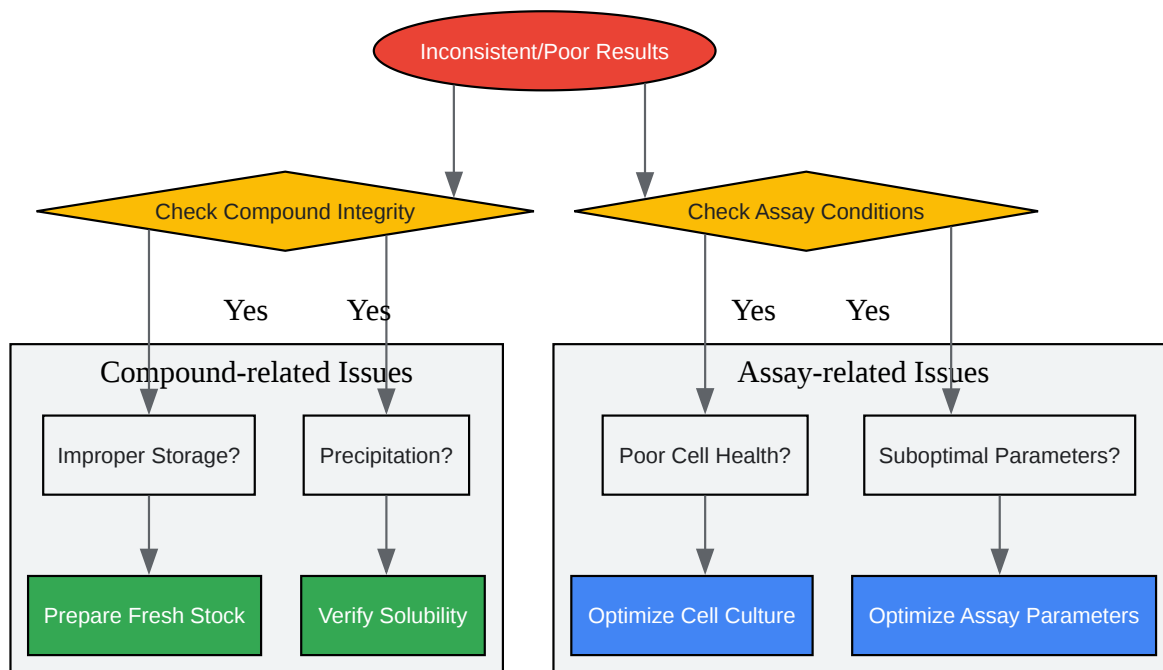 Inconsistent/Poor Results
Check Compound Integrity
Check Assay Conditions
Yes
Yes
Yes
Yes
Compound-related Issues
Assay-related Issues
Improper Storage?
Precipitation?
Poor Cell Health?
Suboptimal Parameters?
Prepare Fresh Stock
Verify Solubility
Optimize Cell Culture
Optimize Assay Parameters